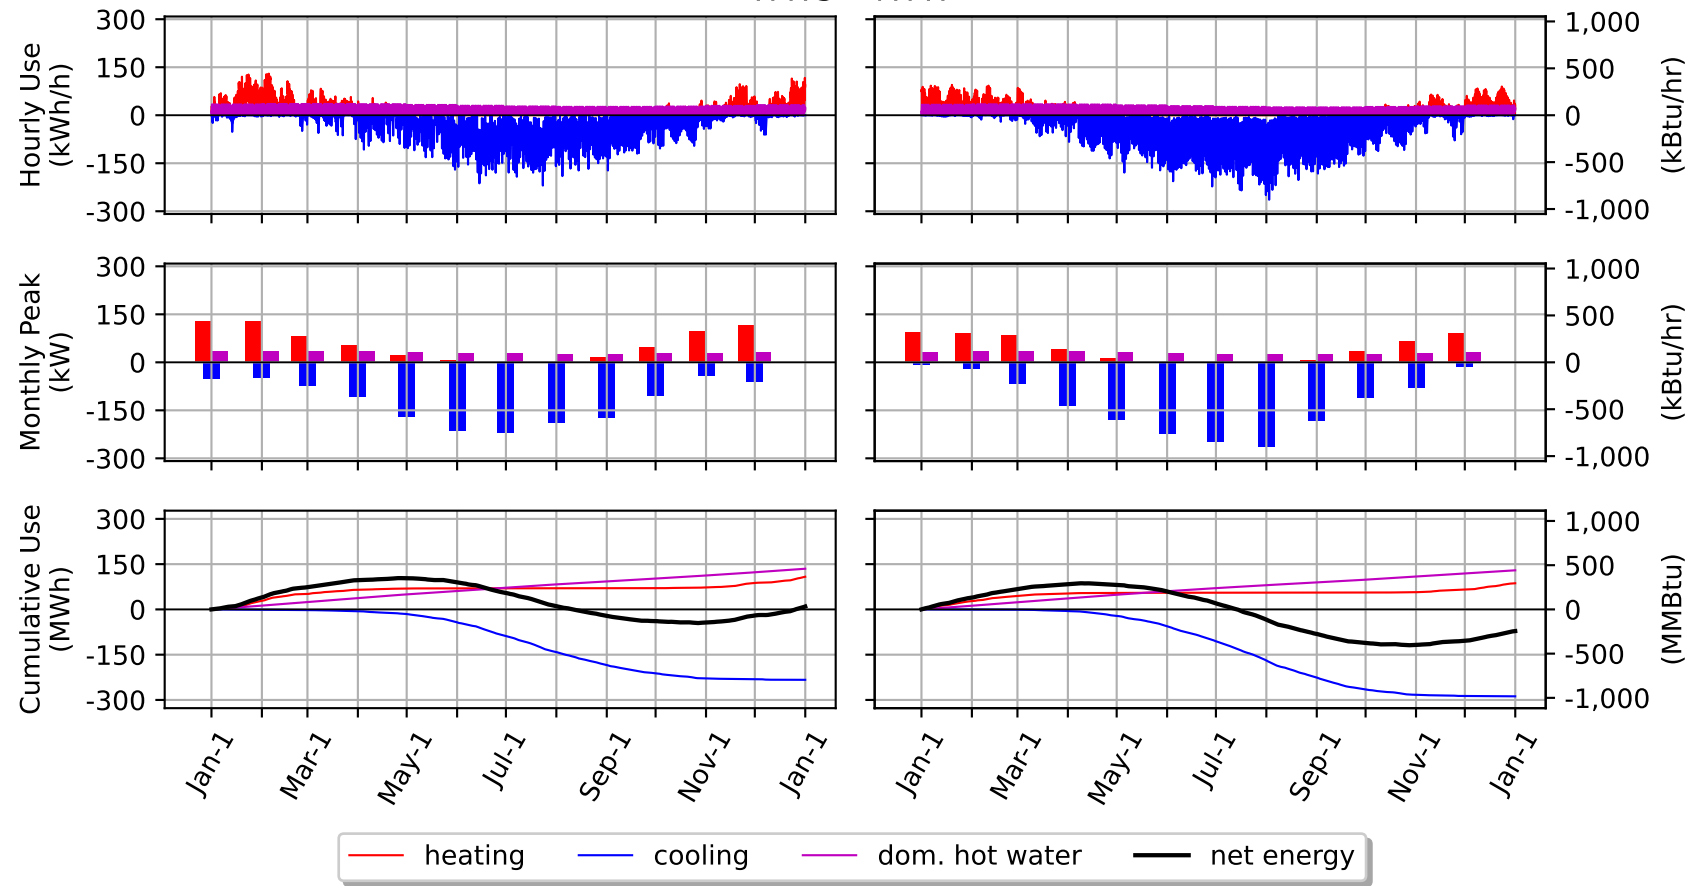 Hourly Use
(kWh/h)
300
150
0
-150
-300
1,000
500
0
-500
-1,000
(kBtu/hr)
Monthly Peak
(kW)
300
150
0
-150
-300
1,000
500
0
-500
-1,000
(kBtu/hr)
Cumulative Use
(MWh)
300
150
0
-150
-300
1,000
500
0
-500
-1,000
(MMBtu)
Jan-1 Mar-1 May-1 Jul-1 Sep-1 Nov-1 Jan-1
Jan-1 Mar-1 May-1 Jul-1 Sep-1 Nov-1 Jan-1
heating cooling dom. hot water net energy